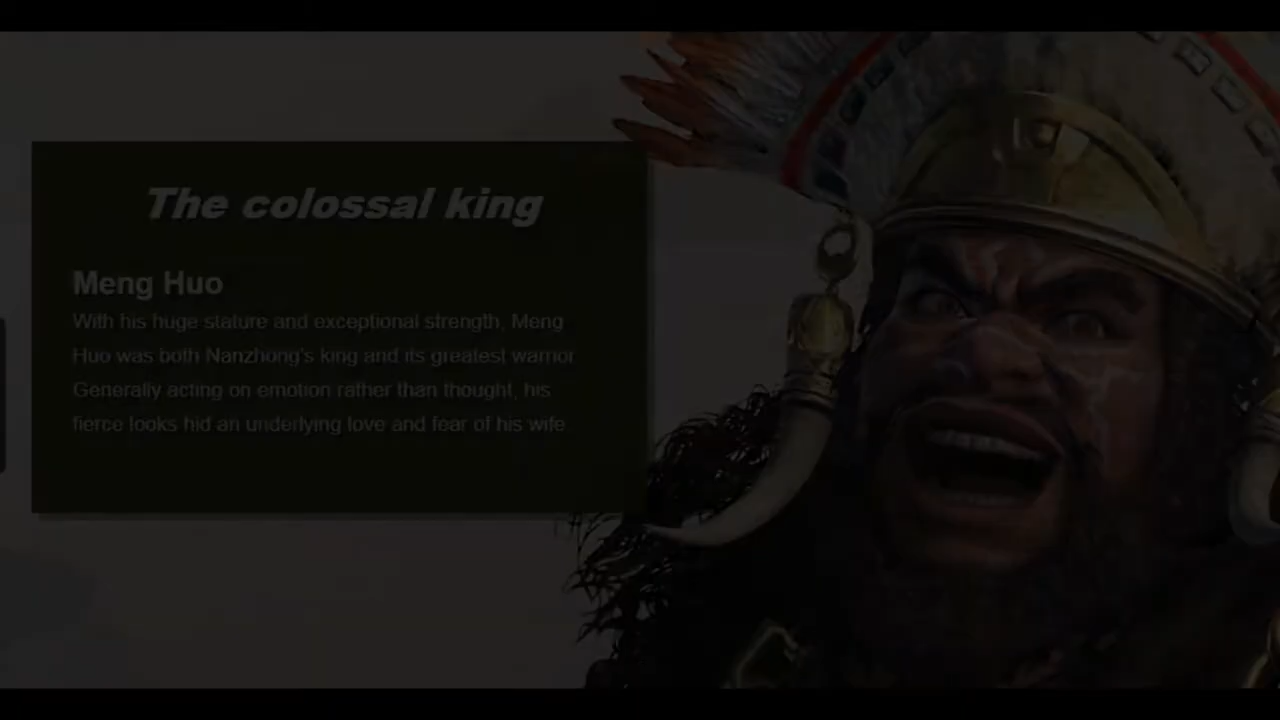 The colossal king
Meng Huo
With his huge stature and exceptional strength, Meng
Huo was both Nanzhong's king and its greatest warrior.
Generally acting on emotion rather than thought, his
fierce looks hid an underlying love and fear of his wife.